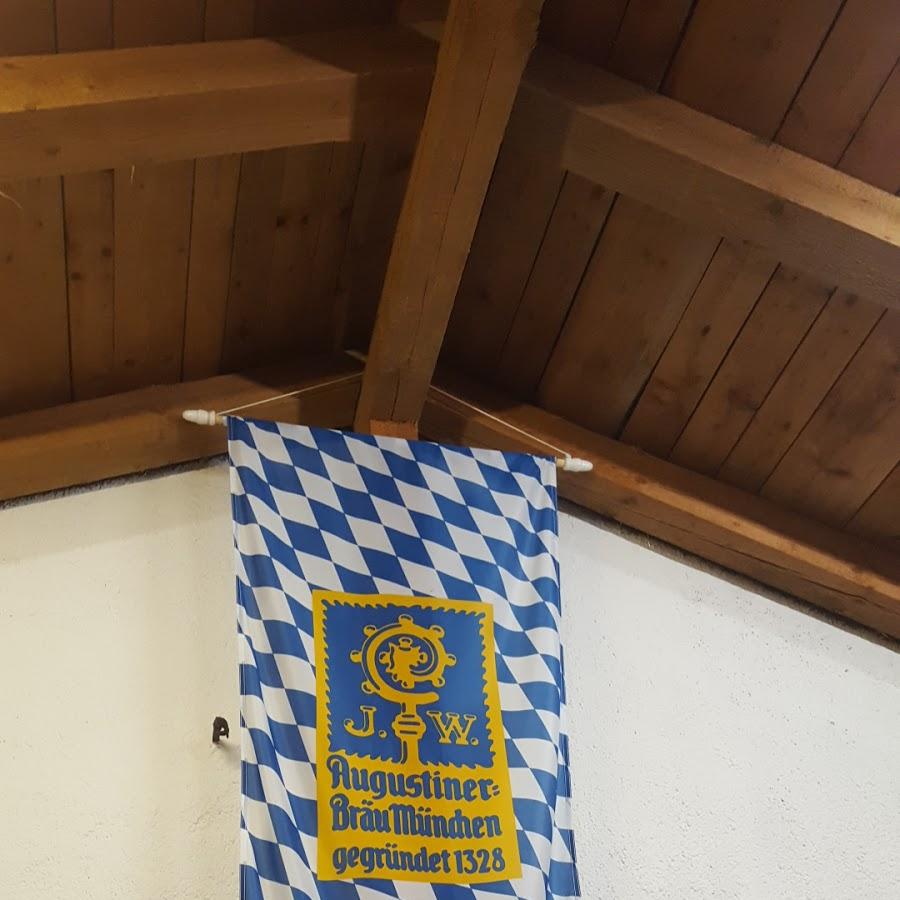 J. W.
Augustiner=
Bräu München
gegründet 1328